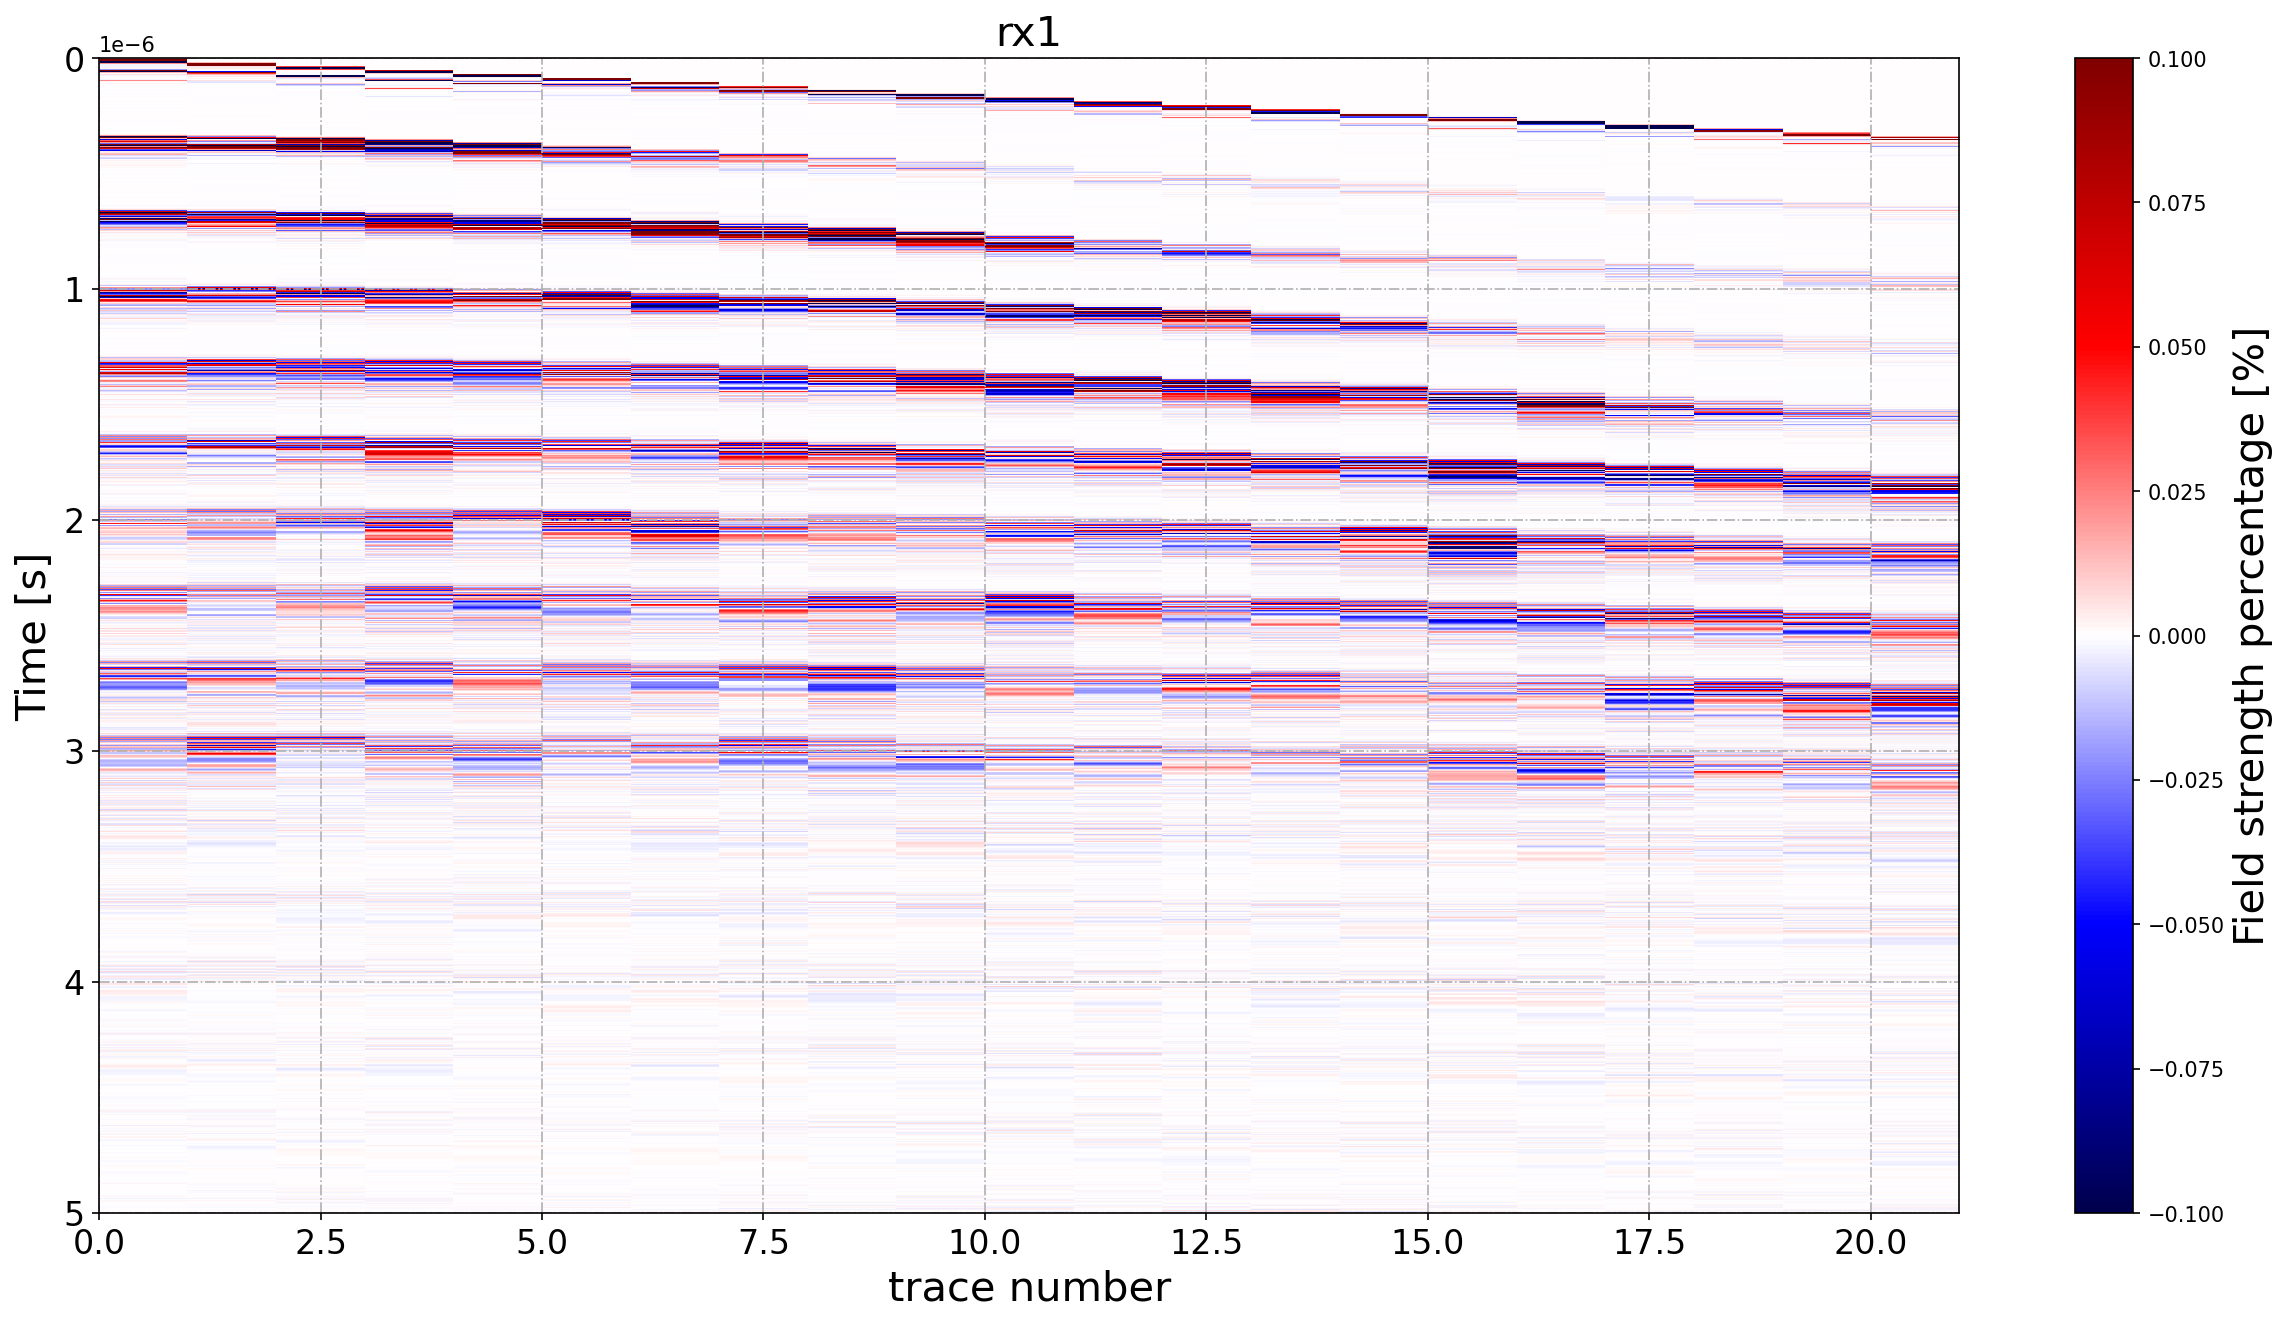 rx1
1e−6
0
1
2
3
4
5
Time [s]
0.0 2.5 5.0 7.5 10.0 12.5 15.0 17.5 20.0
trace number
0.100
0.075
0.050
0.025
0.000
−0.025
−0.050
−0.075
−0.100
Field strength percentage [%]